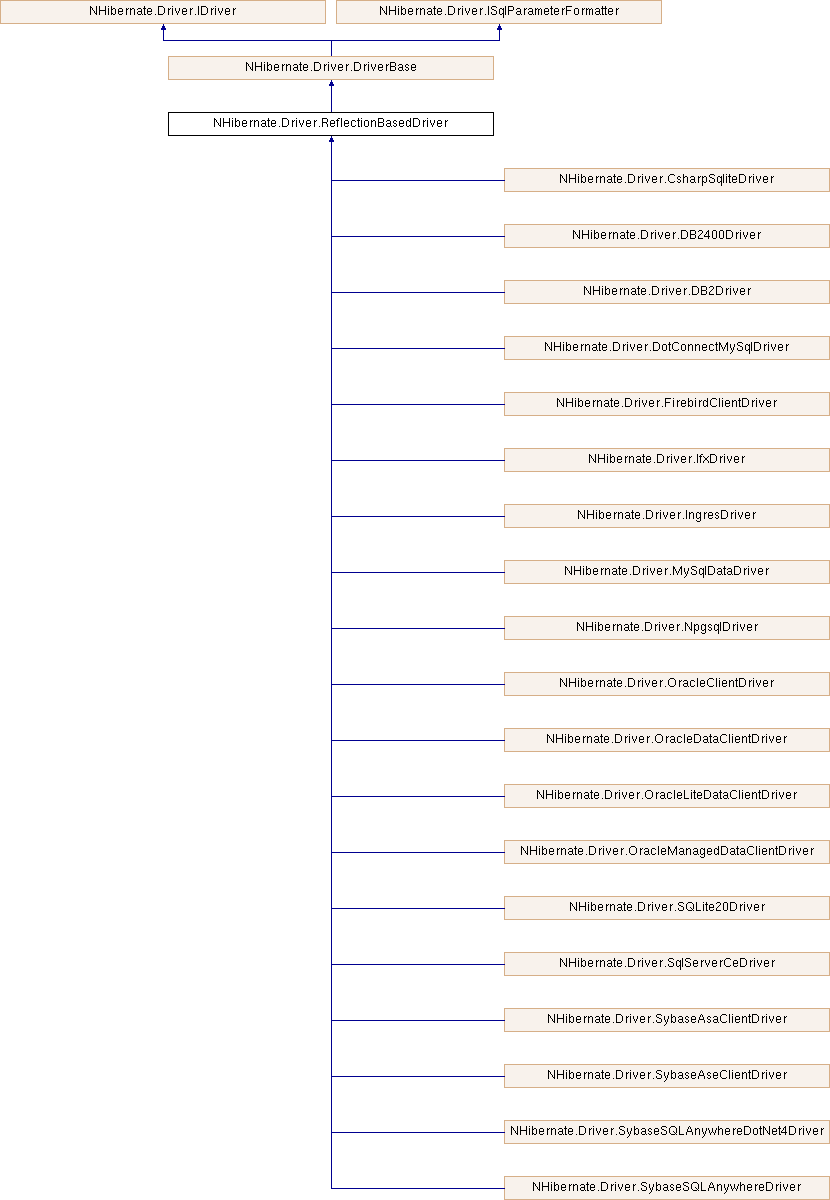 NHibernate.Driver.IDriver
NHibernate.Driver.ISqlParameterFormatter
NHibernate.Driver.DriverBase
NHibernate.Driver.ReflectionBasedDriver
NHibernate.Driver.CsharpSqliteDriver
NHibernate.Driver.DB2400Driver
NHibernate.Driver.DB2Driver
NHibernate.Driver.DotConnectMySqlDriver
NHibernate.Driver.FirebirdClientDriver
NHibernate.Driver.IfxDriver
NHibernate.Driver.IngresDriver
NHibernate.Driver.MySqlDataDriver
NHibernate.Driver.NpgsqlDriver
NHibernate.Driver.OracleClientDriver
NHibernate.Driver.OracleDataClientDriver
NHibernate.Driver.OracleLiteDataClientDriver
NHibernate.Driver.OracleManagedDataClientDriver
NHibernate.Driver.SQLite20Driver
NHibernate.Driver.SqlServerCeDriver
NHibernate.Driver.SybaseAsaClientDriver
NHibernate.Driver.SybaseAseClientDriver
NHibernate.Driver.SybaseSQLAnywhereDotNet4Driver
NHibernate.Driver.SybaseSQLAnywhereDriver